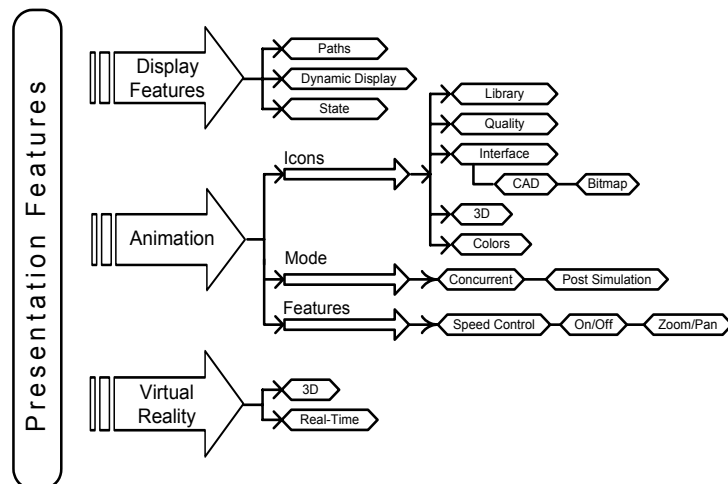 Presentation Features
Display
Features
Paths
Dynamic Display
State
Animation
Icons
Library
Quality
Interface
CAD
Bitmap
3D
Colors
Mode
Concurrent
Post Simulation
Features
Speed Control
On/Off
Zoom/Pan
Virtual
Reality
3D
Real-Time